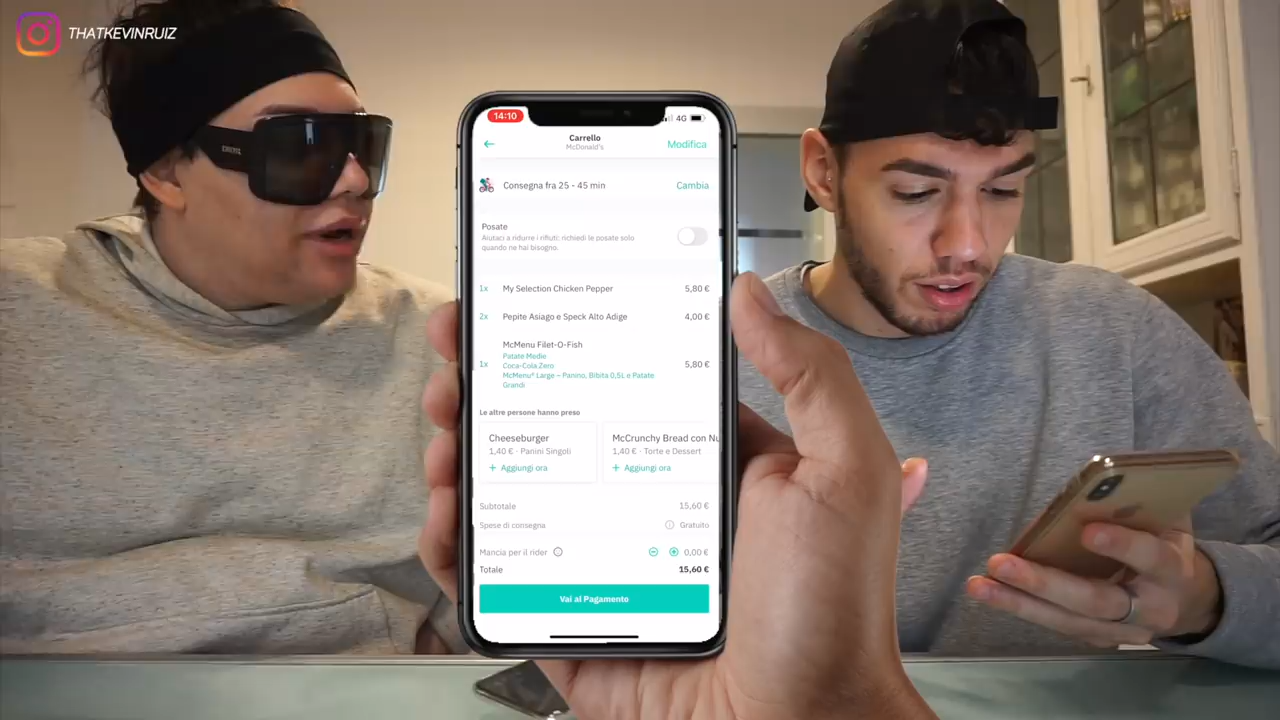 THATKEVINRUIZ
14:10
4G
Carrello
McDonald's
Modifica
Consegna fra 25 - 45 min
Cambia
Posate
Aiutaci a ridurre i rifiuti: richiedi le posate solo
quando ne hai bisogno.
1x My Selection Chicken Pepper 5,80 €
2x Pepite Asiago e Speck Alto Adige 4,00 €
McMenu Filet-O-Fish
Patate Medie
1x Coca-Cola Zero 5,80 €
McMenu® Large – Panino, Bibita 0,5L e Patate
Grandi
Le altre persone hanno preso
Cheeseburger
1,40 € · Panini Singoli
+ Aggiungi ora
McCrunchy Bread con Nu
1,40 € · Torte e Dessert
+ Aggiungi ora
Subtotale 15,60 €
Spese di consegna Gratuito
Mancia per il rider 0,00 €
Totale 15,60 €
Vai al Pagamento